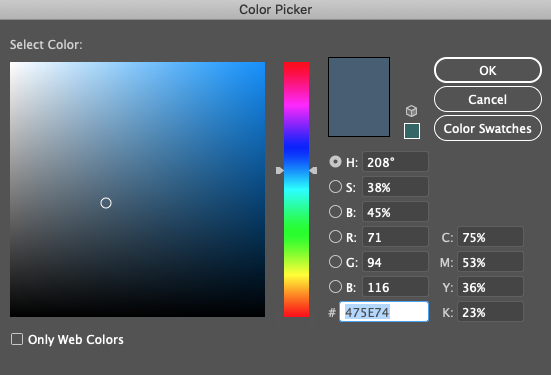 Color Picker
Select Color:
OK
Cancel
Color Swatches
H: 208°
S: 38%
B: 45%
R: 71 C: 75%
G: 94 M: 53%
B: 116 Y: 36%
# 475E74 K: 23%
Only Web Colors